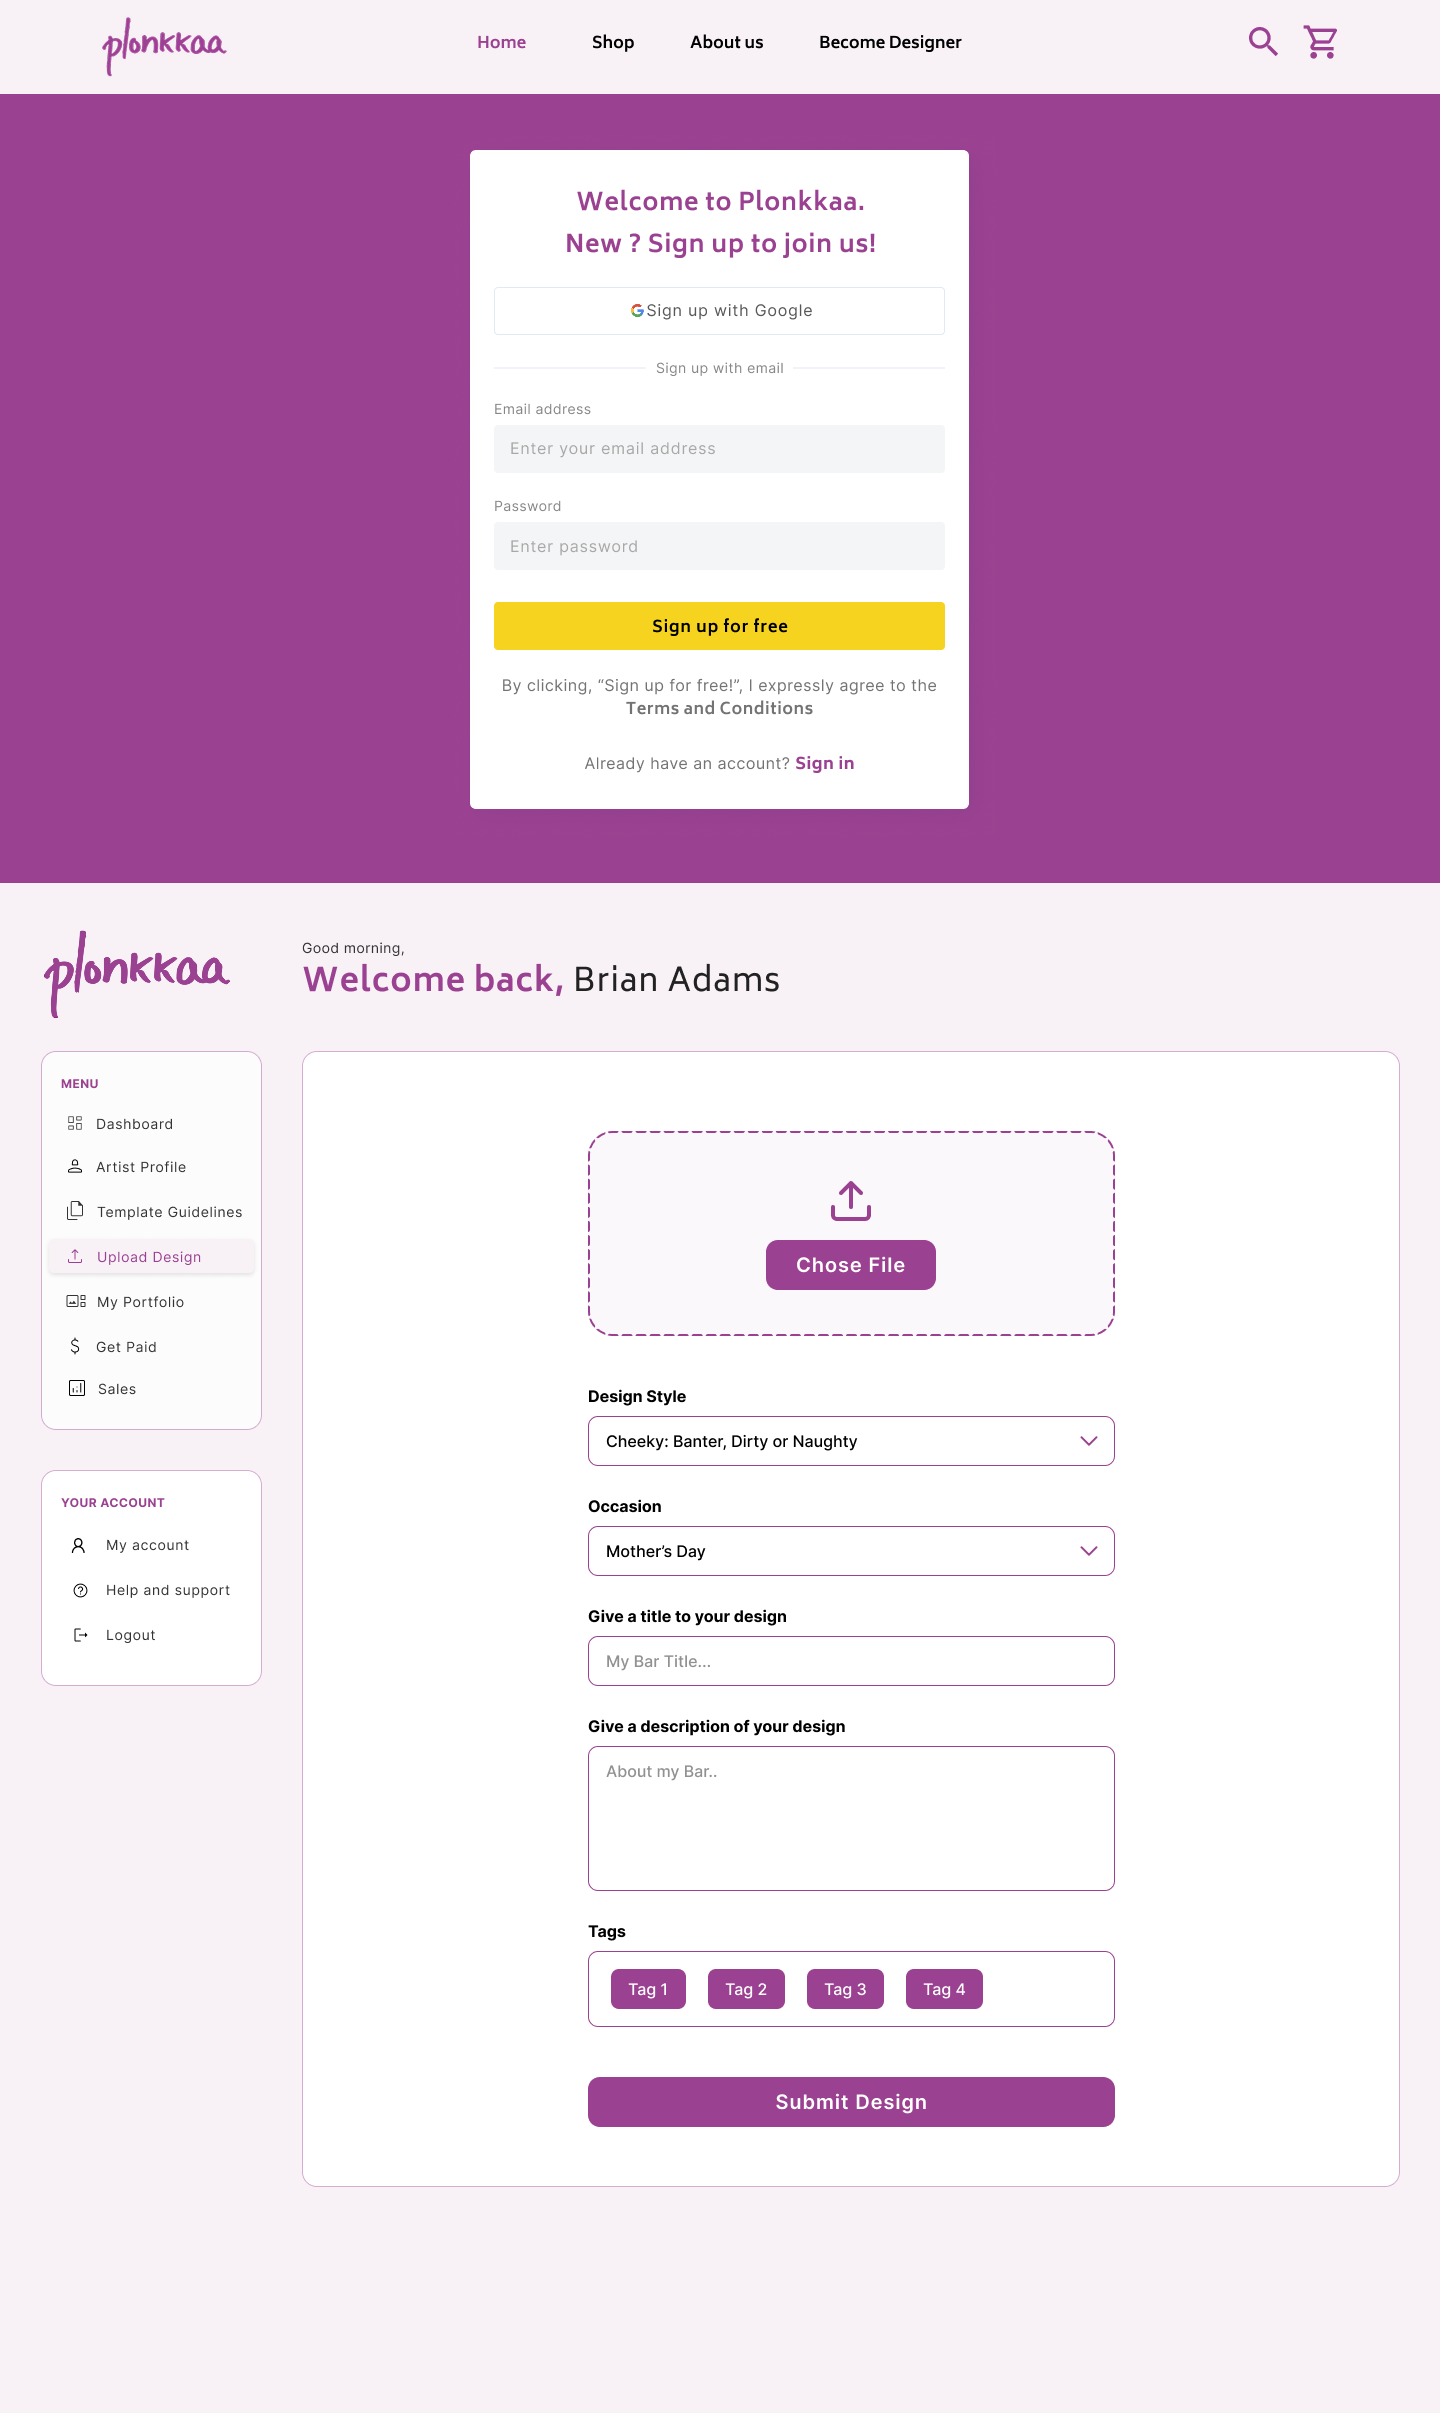 plonkkaa
Home Shop About us Become Designer
Welcome to Plonkkaa.
New ? Sign up to join us!
Sign up with Google
Sign up with email
Email address
Enter your email address
Password
Enter password
Sign up for free
By clicking, “Sign up for free!”, I expressly agree to the
Terms and Conditions
Already have an account? Sign in
plonkkaa
Good morning,
Welcome back, Brian Adams
MENU
Dashboard
Artist Profile
Template Guidelines
Upload Design
My Portfolio
Get Paid
Sales
YOUR ACCOUNT
My account
Help and support
Logout
Chose File
Design Style
Cheeky: Banter, Dirty or Naughty
Occasion
Mother’s Day
Give a title to your design
My Bar Title...
Give a description of your design
About my Bar..
Tags
Tag 1 Tag 2 Tag 3 Tag 4
Submit Design